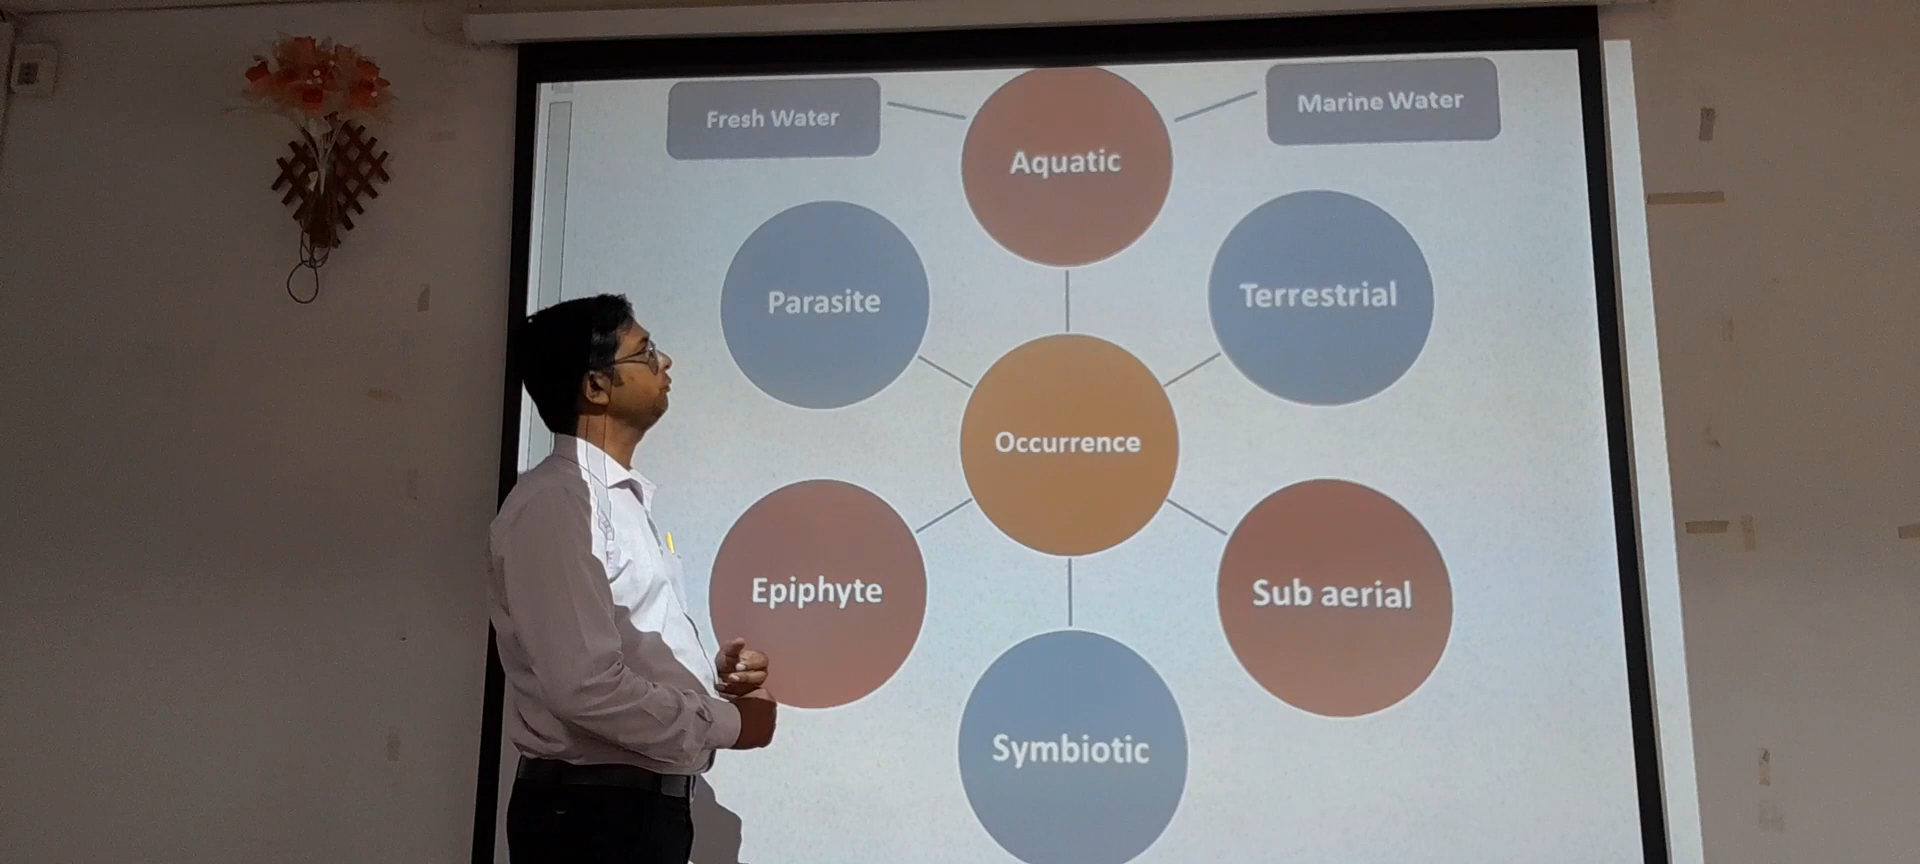 Fresh Water
Aquatic
Marine Water
Parasite
Terrestrial
Occurrence
Epiphyte
Sub aerial
Symbiotic